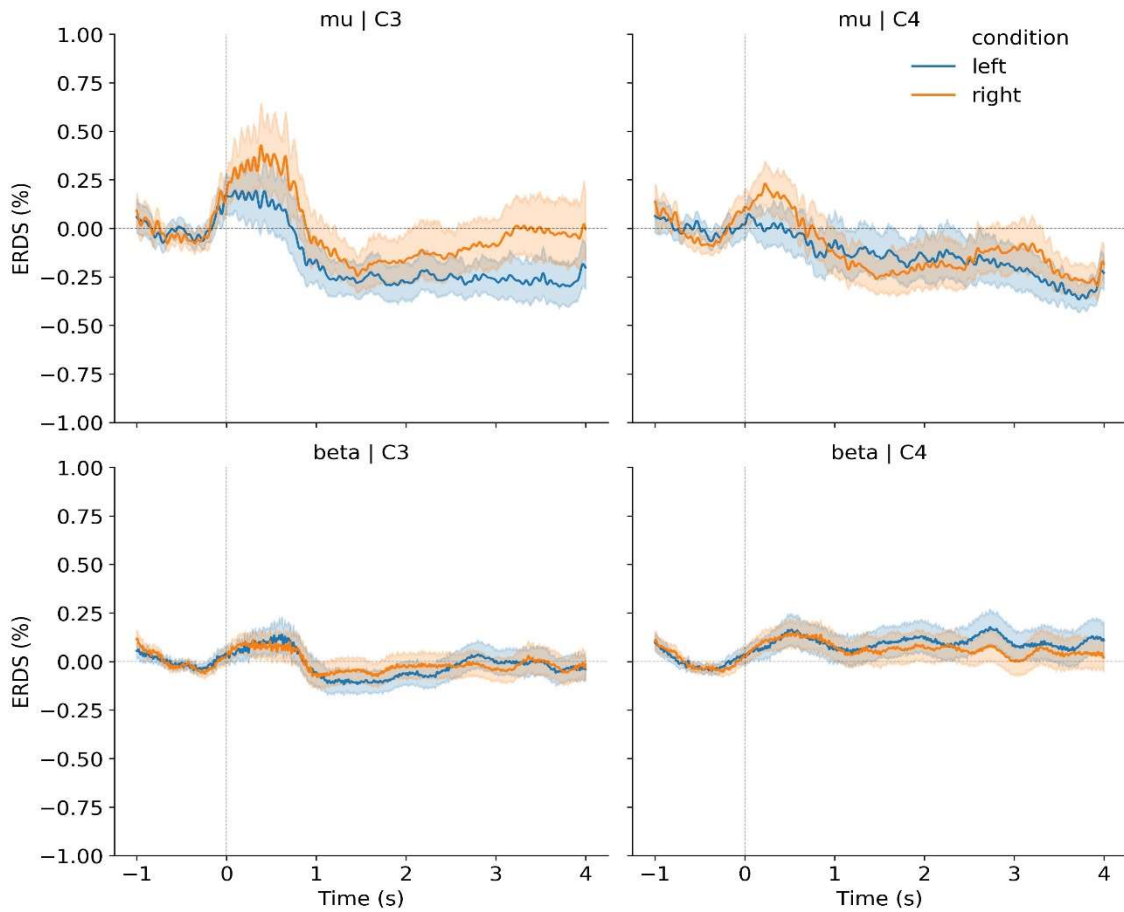 mu | C3
mu | C4
condition
left
right
1.00
0.75
0.50
0.25
0.00
−0.25
−0.50
−0.75
−1.00
ERDS (%)
beta | C3
beta | C4
1.00
0.75
0.50
0.25
0.00
−0.25
−0.50
−0.75
−1.00
ERDS (%)
−1 0 1 2 3 4
−1 0 1 2 3 4
Time (s)
Time (s)